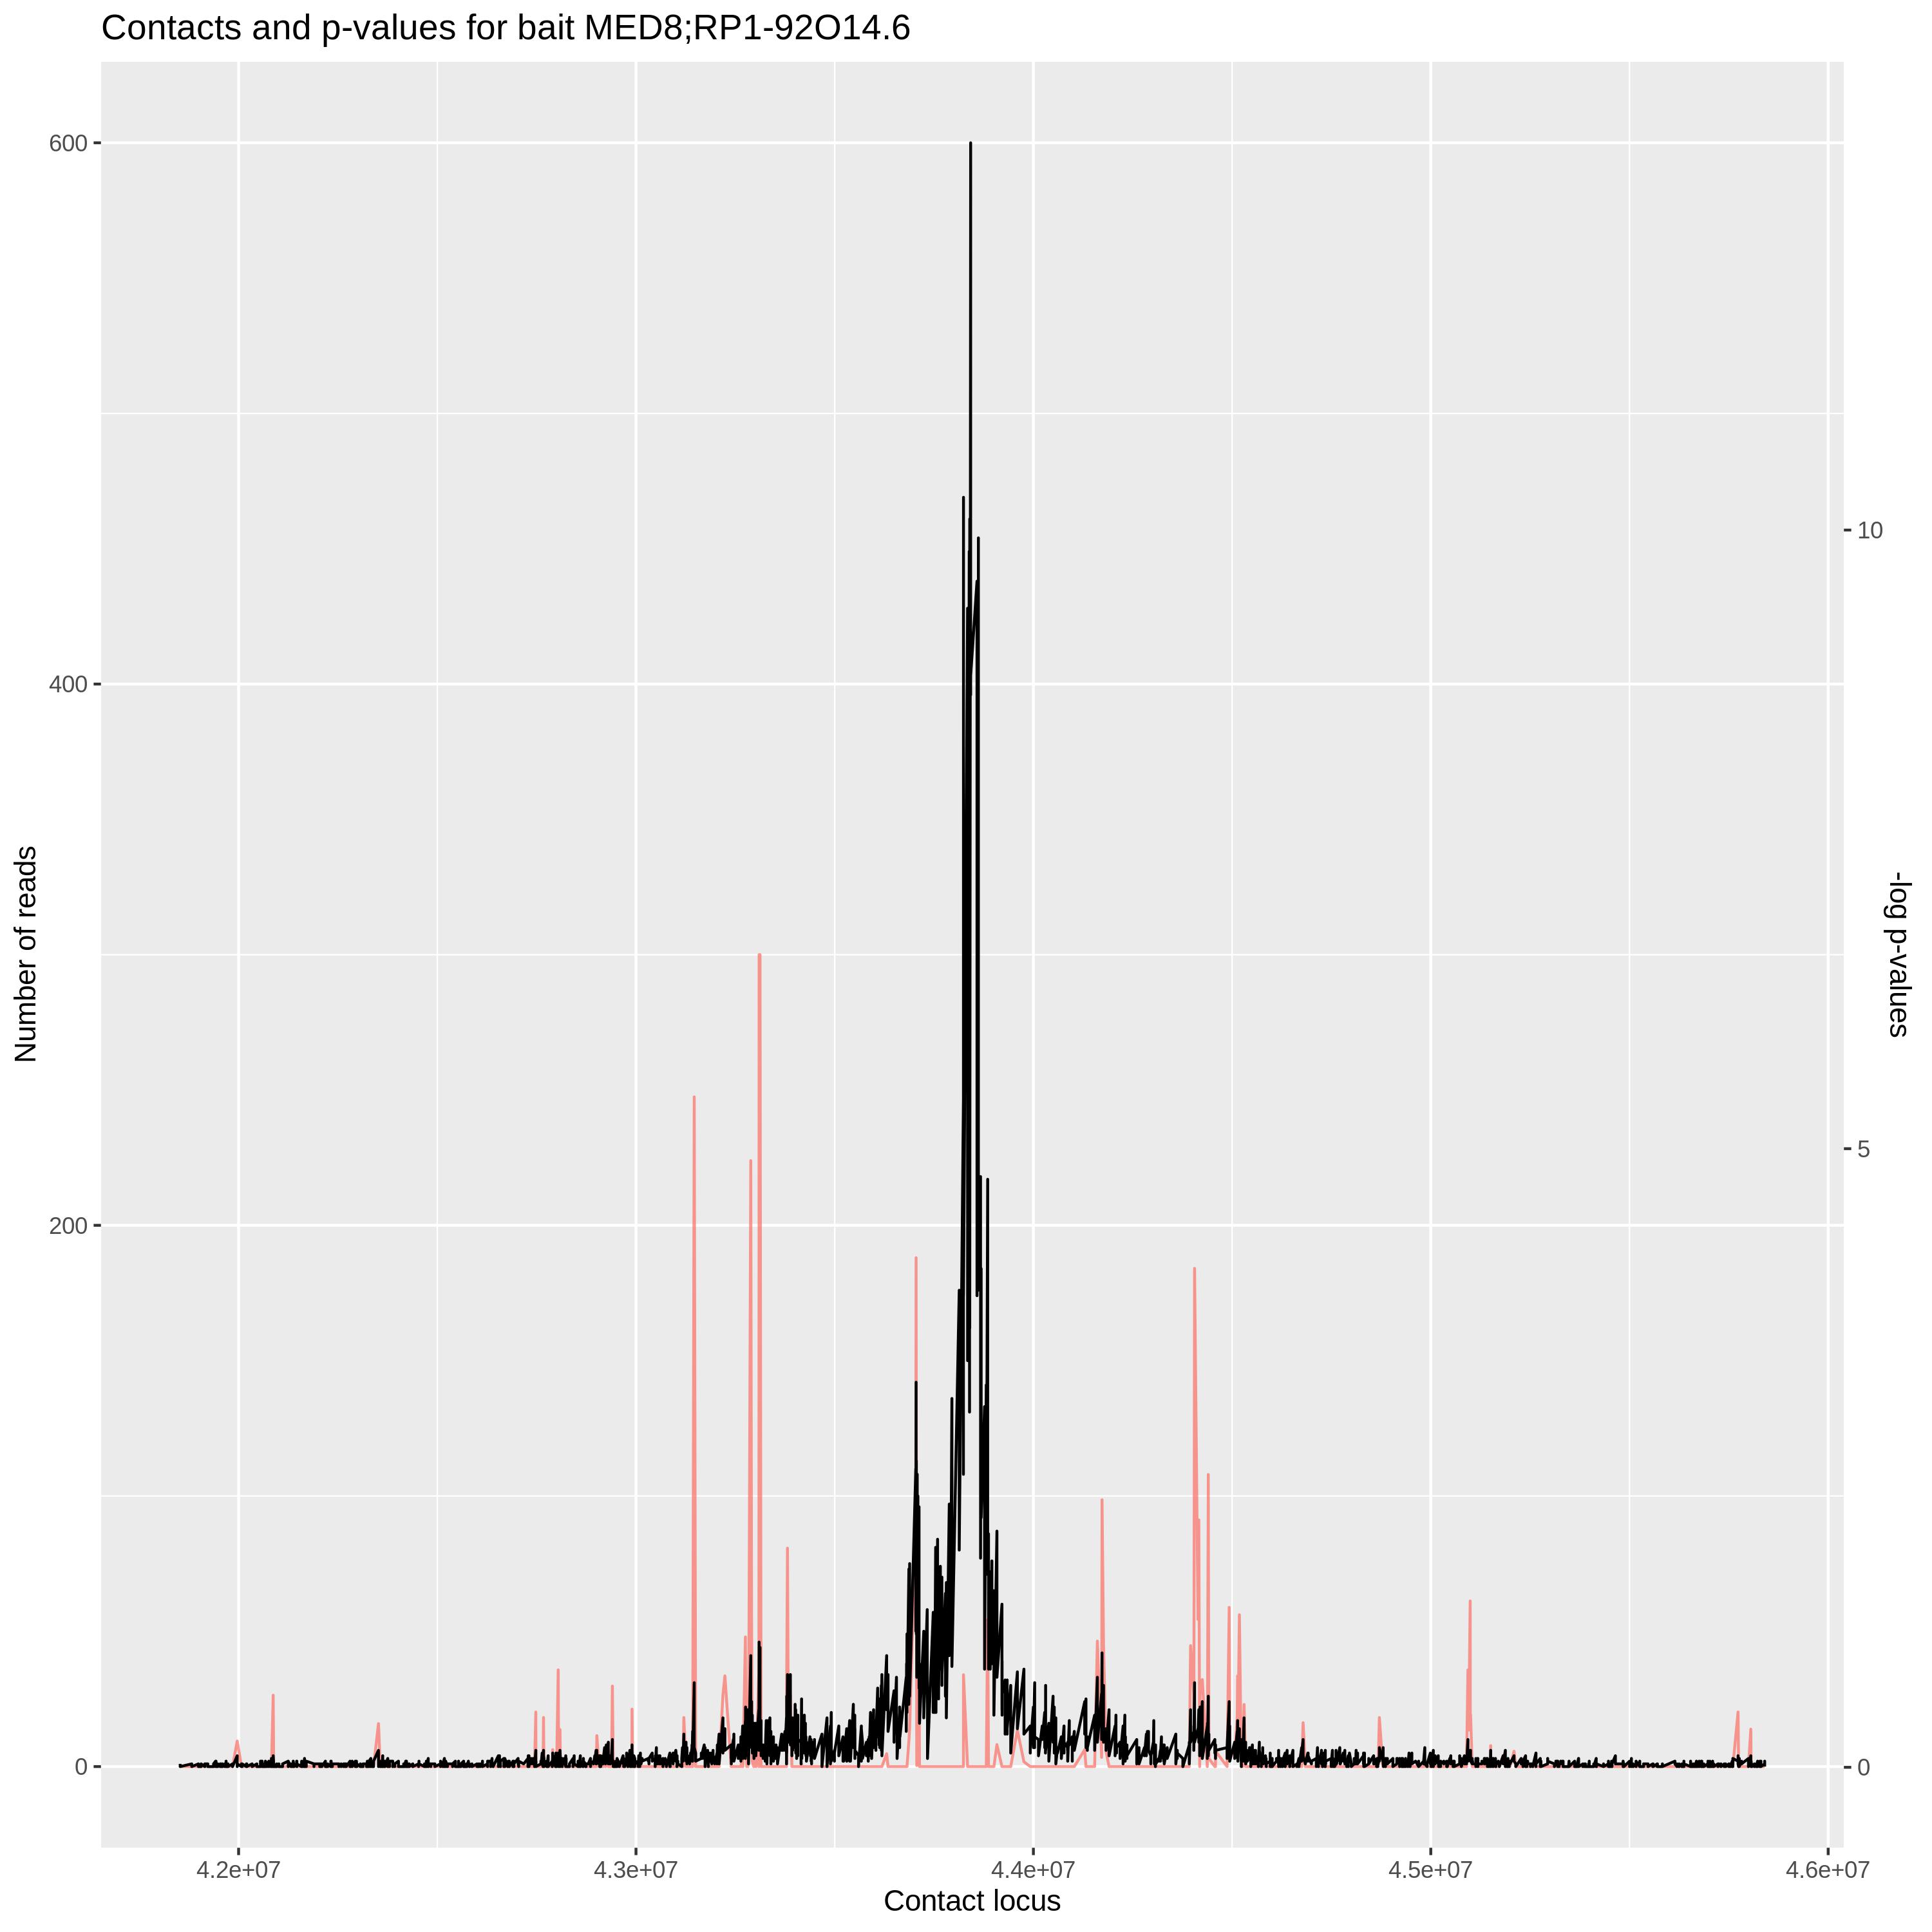 Contacts and p-values for bait MED8;RP1-92O14.6
600
400
200
0
Number of reads
10
5
0
-log p-values
4.2e+07
4.3e+07
4.4e+07
4.5e+07
4.6e+07
Contact locus